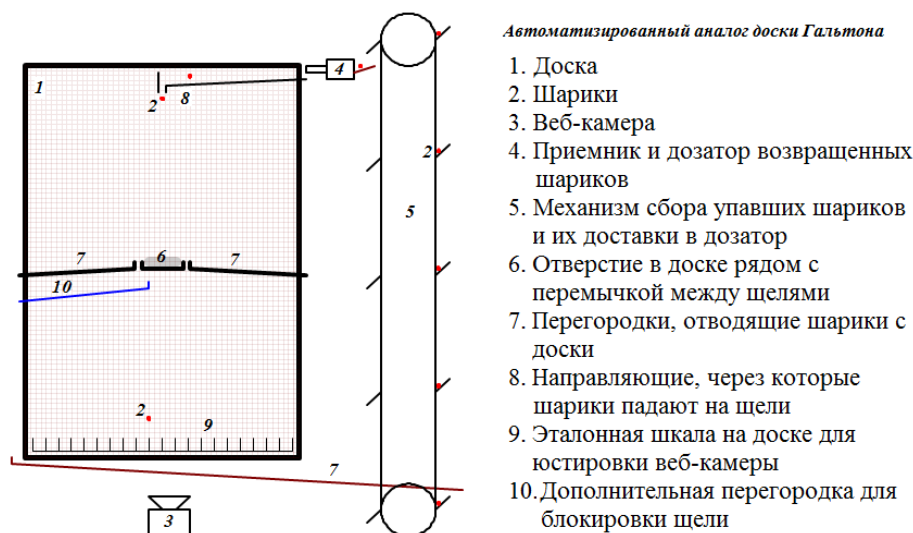 Автоматизированный аналог доски Гальтона
1. Доска
2. Шарики
3. Веб-камера
4. Приемник и дозатор возвращенных
шариков
5. Механизм сбора упавших шариков
и их доставки в дозатор
6. Отверстие в доске рядом с
перемычкой между щелями
7. Перегородки, отводящие шарики с
доски
8. Направляющие, через которые
шарики падают на щели
9. Эталонная шкала на доске для
юстировки веб-камеры
10. Дополнительная перегородка для
блокировки щели
1
2
8
4
2
5
7
6
7
10
2
9
7
3